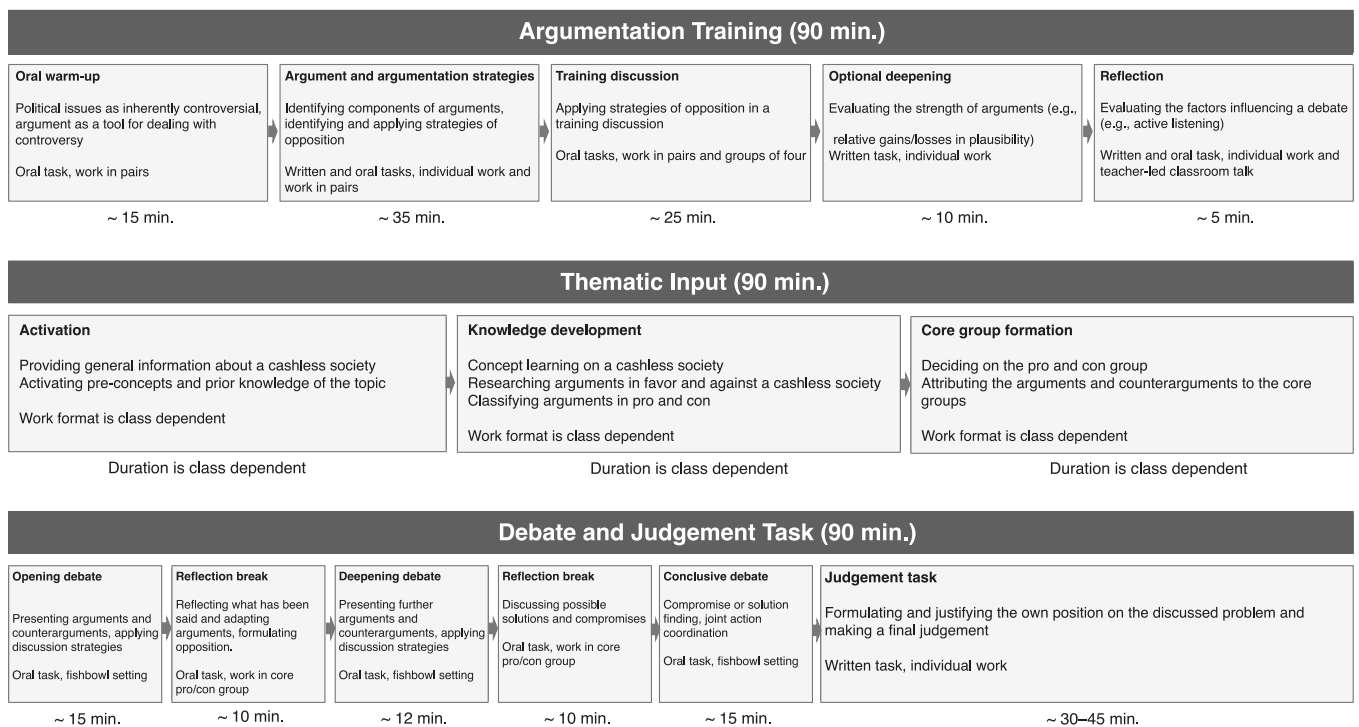 Argumentation Training (90 min.)
Oral warm-up
Political issues as inherently controversial,
argument as a tool for dealing with
controversy
Oral task, work in pairs
~ 15 min.
Argument and argumentation strategies
Identifying components of arguments,
identifying and applying strategies of
opposition
Written and oral tasks, individual work and
work in pairs
~ 35 min.
Training discussion
Applying strategies of opposition in a
training discussion
Oral tasks, work in pairs and groups of four
~ 25 min.
Optional deepening
Evaluating the strength of arguments (e.g.,
relative gains/losses in plausibility)
Written task, individual work
~ 10 min.
Reflection
Evaluating the factors influencing a debate
(e.g., active listening)
Written and oral task, individual work and
teacher-led classroom talk
~ 5 min.
Thematic Input (90 min.)
Activation
Providing general information about a cashless society
Activating pre-concepts and prior knowledge of the topic
Work format is class dependent
Duration is class dependent
Knowledge development
Concept learning on a cashless society
Researching arguments in favor and against a cashless society
Classifying arguments in pro and con
Work format is class dependent
Duration is class dependent
Core group formation
Deciding on the pro and con group
Attributing the arguments and counterarguments to the core
groups
Work format is class dependent
Duration is class dependent
Debate and Judgement Task (90 min.)
Opening debate
Presenting arguments and
counterarguments, applying
discussion strategies
Oral task, fishbowl setting
~ 15 min.
Reflection break
Reflecting what has been
said and adapting
arguments, formulating
opposition.
Oral task, work in core
pro/con group
~ 10 min.
Deepening debate
Presenting further
arguments and
counterarguments, applying
discussion strategies
Oral task, fishbowl setting
~ 12 min.
Reflection break
Discussing possible
solutions and compromises
Oral task, work in core
pro/con group
~ 10 min.
Conclusive debate
Compromise or solution
finding, joint action
coordination
Oral task, fishbowl setting
~ 15 min.
Judgement task
Formulating and justifying the own position on the discussed problem and
making a final judgement
Written task, individual work
~ 30–45 min.